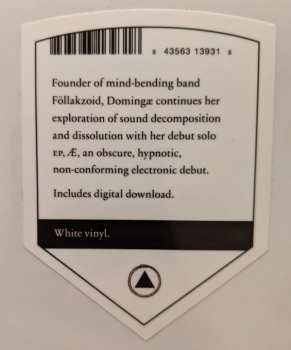 8 43563 13931 6
Founder of mind-bending band
Föllakzoid, Domingæ continues her
exploration of sound decomposition
and dissolution with her debut solo
EP, Æ, an obscure, hypnotic,
non-conforming electronic debut.
Includes digital download.
White vinyl.